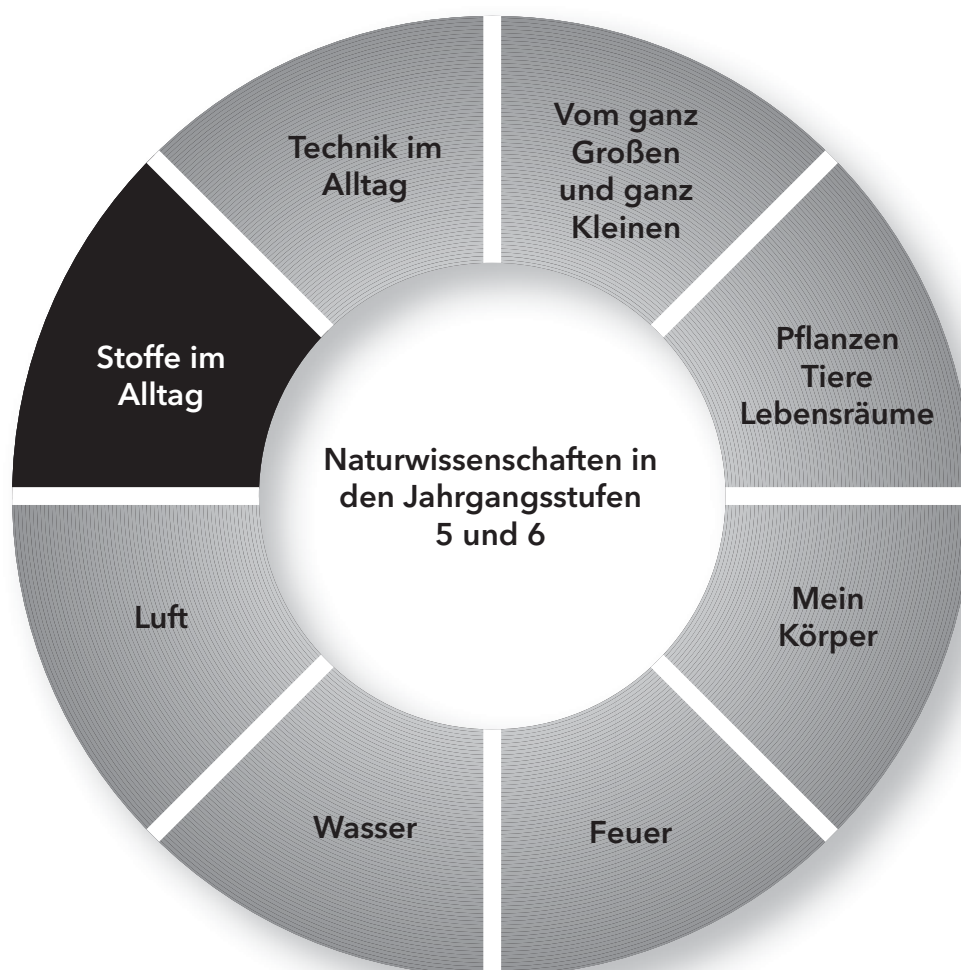 Technik im
Alltag
Vom ganz
Großen
und ganz
Kleinen
Stoffe im
Alltag
Pflanzen
Tiere
Lebensräume
Naturwissenschaften in
den Jahrgangsstufen
5 und 6
Luft
Mein
Körper
Wasser
Feuer